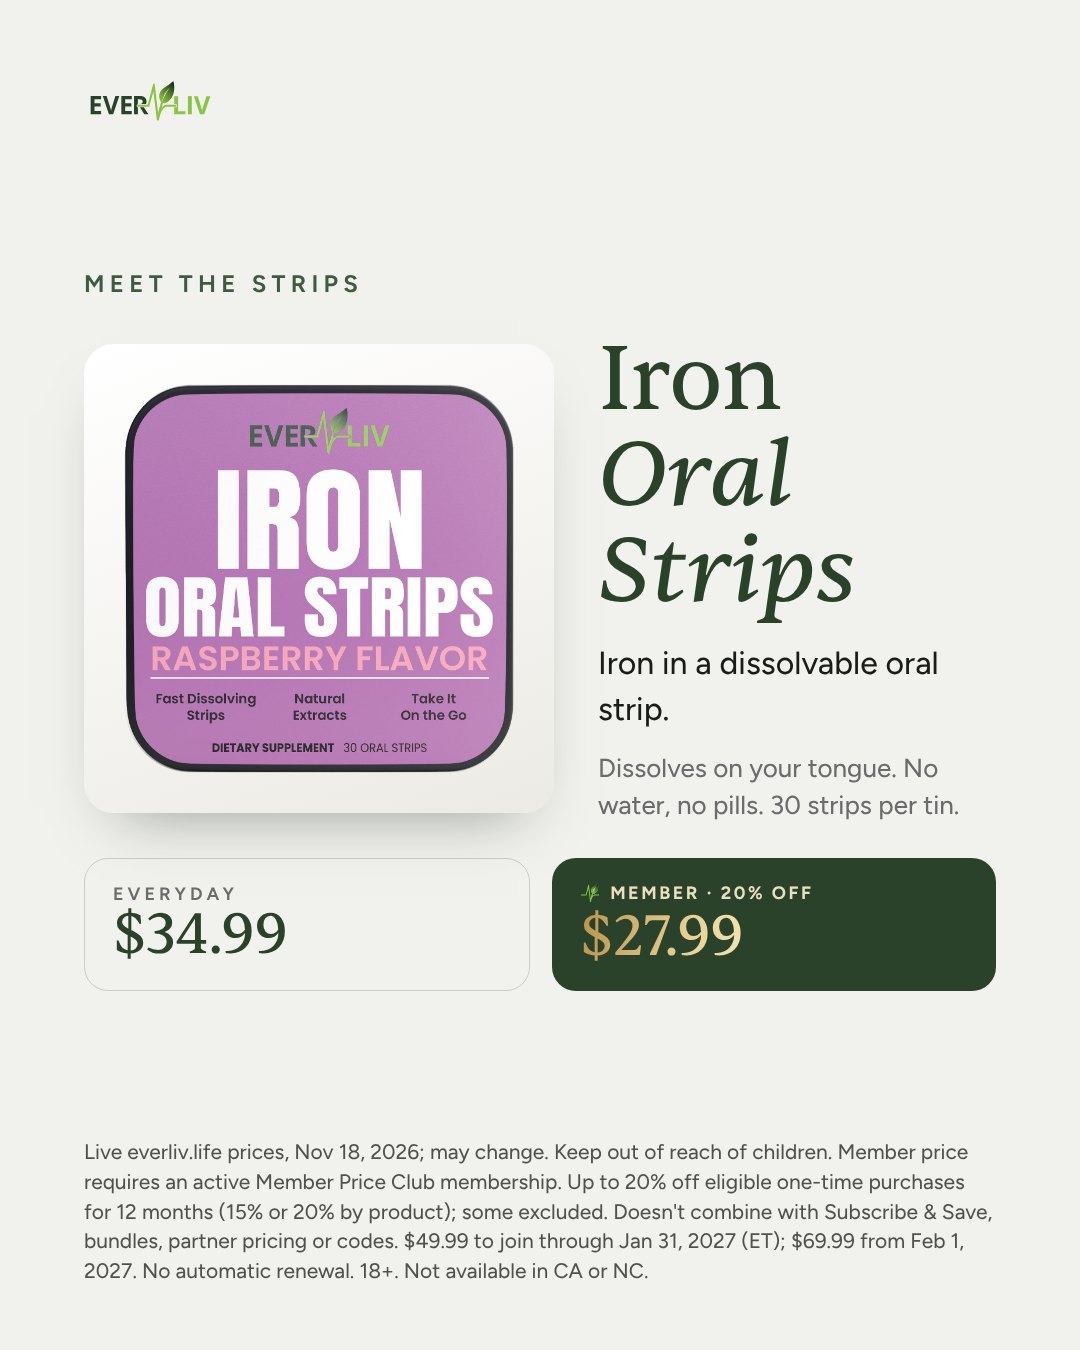 EVERLIV
MEET THE STRIPS
EVERLIV
IRON
ORAL STRIPS
RASPBERRY FLAVOR
Fast Dissolving
Strips
Natural
Extracts
Take It
On the Go
DIETARY SUPPLEMENT 30 ORAL STRIPS
Iron
Oral
Strips
Iron in a dissolvable oral
strip.
Dissolves on your tongue. No
water, no pills. 30 strips per tin.
EVERYDAY
$34.99
MEMBER · 20% OFF
$27.99
Live everliv.life prices, Nov 18, 2026; may change. Keep out of reach of children. Member price
requires an active Member Price Club membership. Up to 20% off eligible one-time purchases
for 12 months (15% or 20% by product); some excluded. Doesn't combine with Subscribe & Save,
bundles, partner pricing or codes. $49.99 to join through Jan 31, 2027 (ET); $69.99 from Feb 1,
2027. No automatic renewal. 18+. Not available in CA or NC.